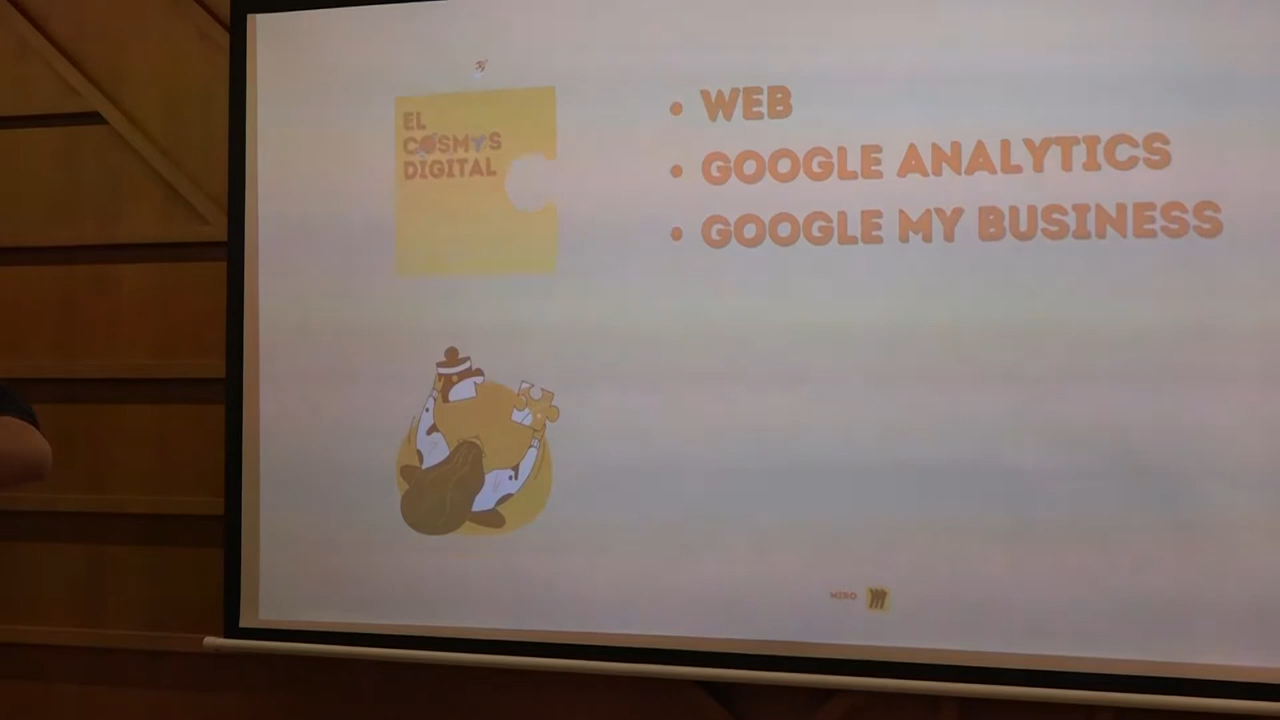 EL
COSMOS
DIGITAL
• WEB
• GOOGLE ANALYTICS
• GOOGLE MY BUSINESS
MIRO